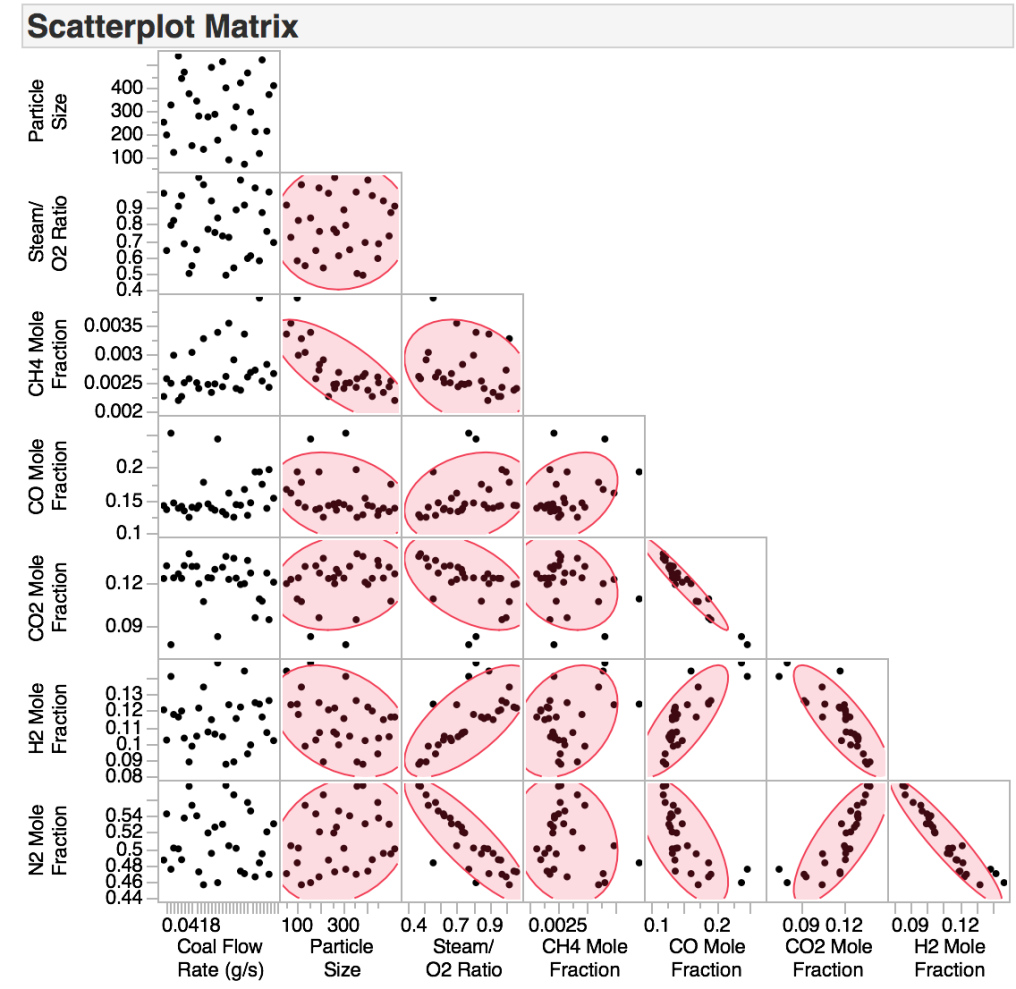 Scatterplot Matrix
Particle
Size
400
300
200
100
Steam/
O2 Ratio
0.9
0.8
0.7
0.6
0.5
0.4
CH4 Mole
Fraction
0.0035
0.003
0.0025
0.002
CO Mole
Fraction
0.2
0.15
0.1
CO2 Mole
Fraction
0.12
0.09
H2 Mole
Fraction
0.13
0.12
0.11
0.1
0.09
0.08
N2 Mole
Fraction
0.54
0.52
0.5
0.48
0.46
0.44
0.0418 100 300 0.4 0.7 0.9 0.0025 0.1 0.2 0.09 0.12 0.09 0.12
Coal Flow Particle Steam/ CH4 Mole CO Mole CO2 Mole H2 Mole
Rate (g/s) Size O2 Ratio Fraction Fraction Fraction Fraction